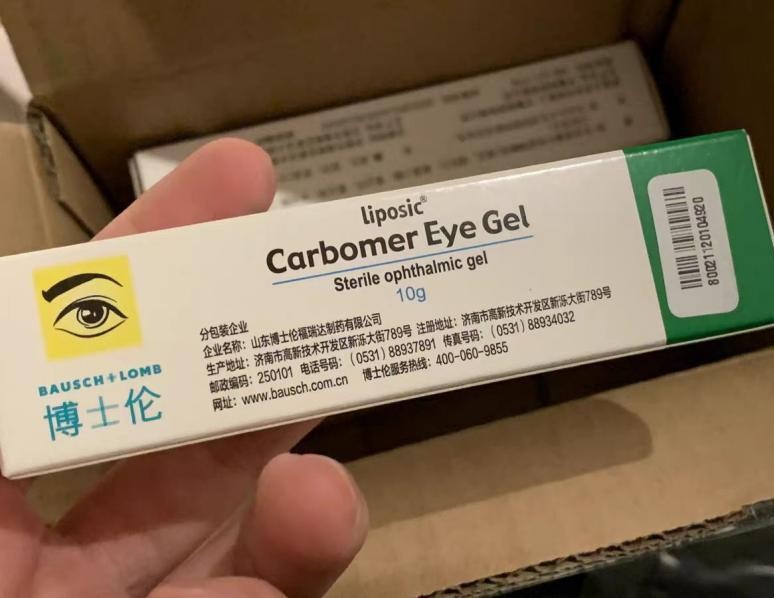 liposic®
Carbomer Eye Gel
Sterile ophthalmic gel
10g
BAUSCH+LOMB
博士伦
分包装企业
企业名称：山东博士伦福瑞达制药有限公司
生产地址：济南市高新技术开发区新泺大街789号 注册地址：济南市高新技术开发区新泺大街789号
邮政编码：250101 电话号码：（0531）88937891 传真号码：（0531）88934032
网址：www.bausch.com.cn 博士伦服务热线：400-060-9855